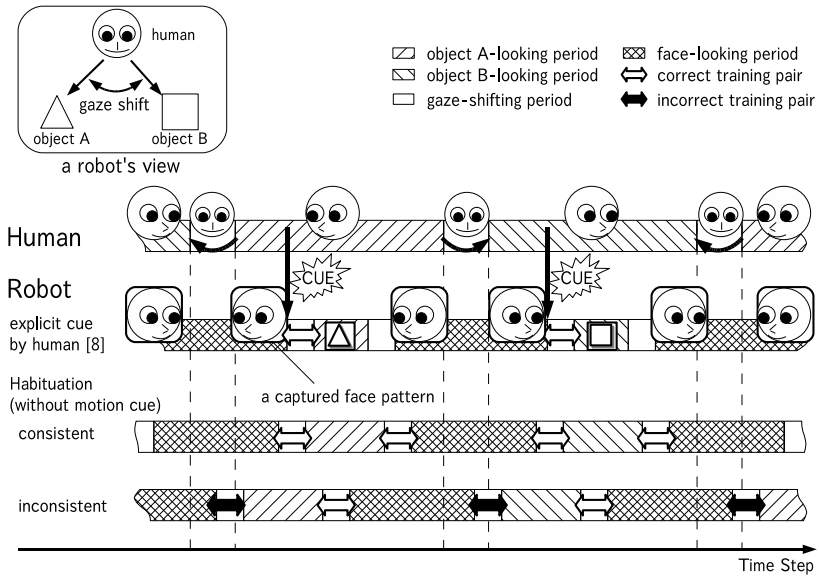 human
gaze shift
object A
object B
a robot's view
object A-looking period
object B-looking period
gaze-shifting period
face-looking period
correct training pair
incorrect training pair
Human
CUE
CUE
Robot
explicit cue
by human [8]
a captured face pattern
Habituation
(without motion cue)
consistent
inconsistent
Time Step